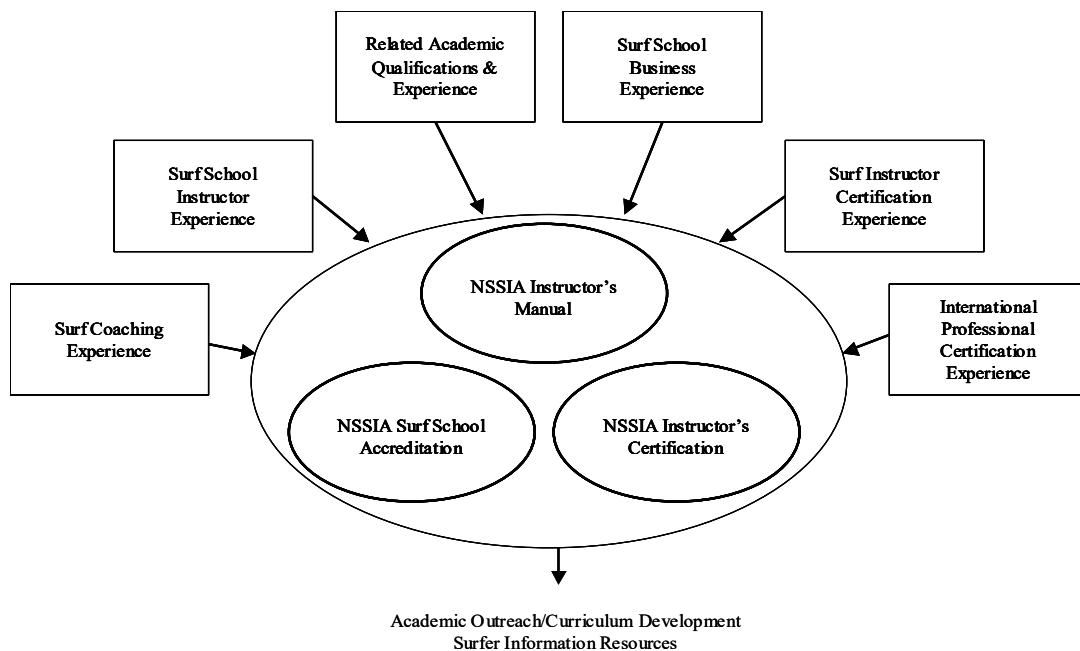 Related Academic
Qualifications &
Experience
Surf School
Business
Experience
Surf School
Instructor
Experience
Surf Instructor
Certification
Experience
Surf Coaching
Experience
International
Professional
Certification
Experience
NSSIA Instructor’s
Manual
NSSIA Surf School
Accreditation
NSSIA Instructor’s
Certification
Academic Outreach/Curriculum Development
Surfer Information Resources